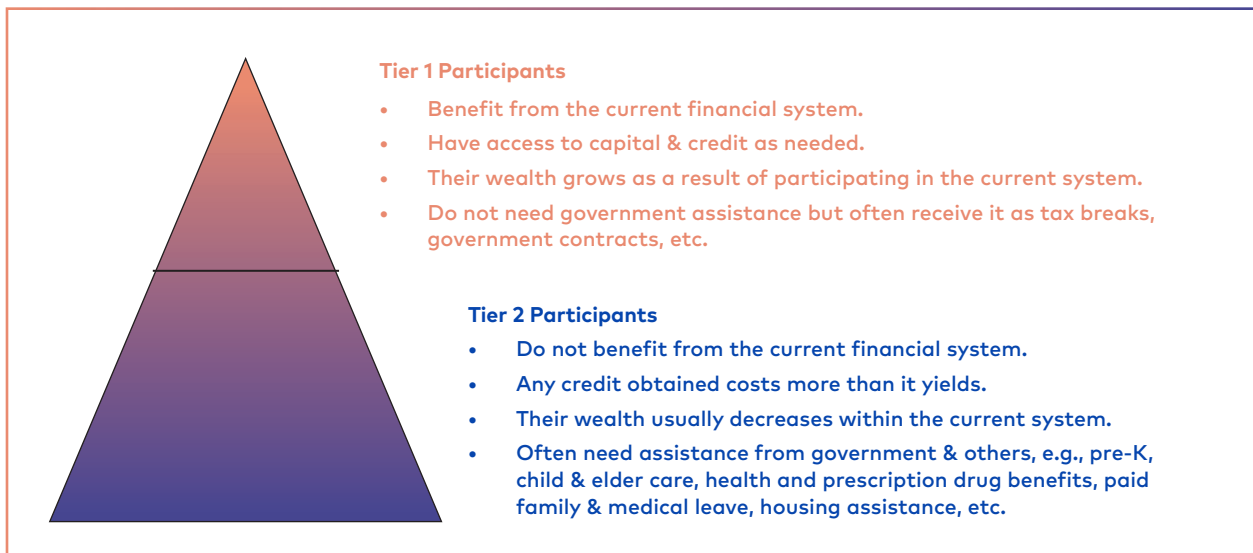 Tier 1 Participants
• Benefit from the current financial system.
• Have access to capital & credit as needed.
• Their wealth grows as a result of participating in the current system.
• Do not need government assistance but often receive it as tax breaks,
government contracts, etc.
Tier 2 Participants
• Do not benefit from the current financial system.
• Any credit obtained costs more than it yields.
• Their wealth usually decreases within the current system.
• Often need assistance from government & others, e.g., pre-K,
child & elder care, health and prescription drug benefits, paid
family & medical leave, housing assistance, etc.